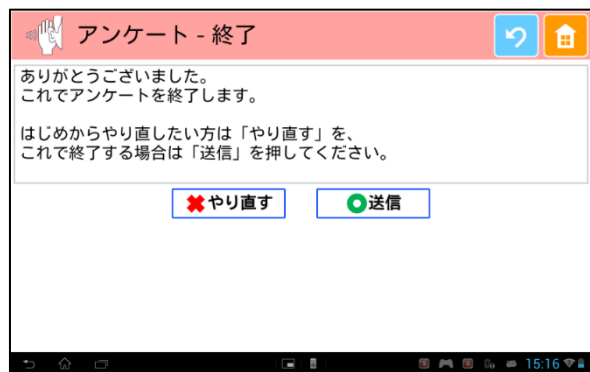 アンケート - 終了
ありがとうございました。
これでアンケートを終了します。
はじめからやり直したい方は「やり直す」を、
これで終了する場合は「送信」を押してください。
やり直す
送信
15:16